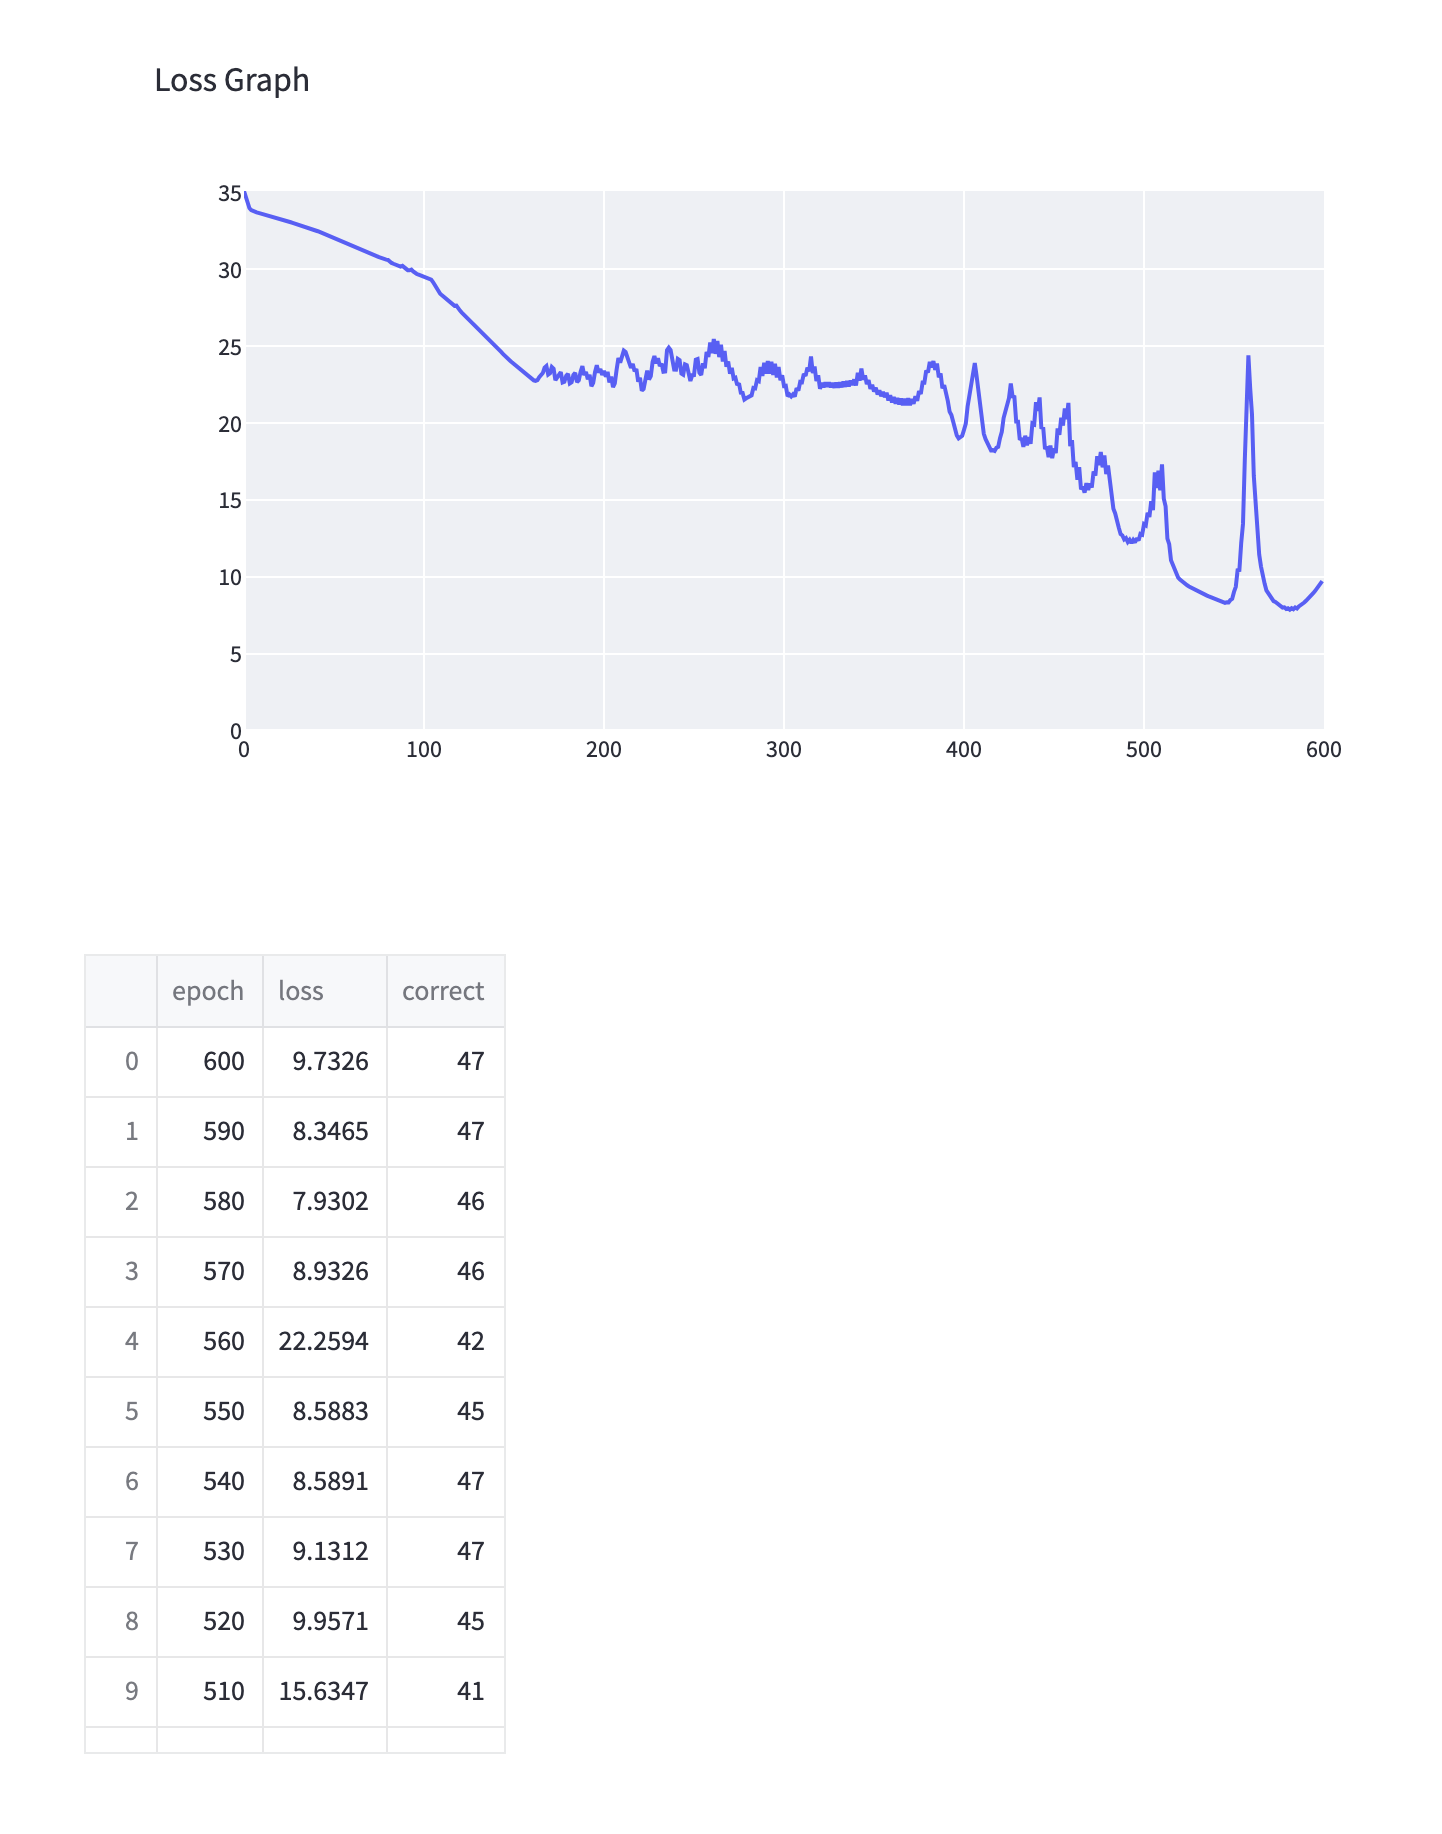 Loss Graph
35
30
25
20
15
10
5
0
0 100 200 300 400 500 600
epoch loss correct
0 600 9.7326 47
1 590 8.3465 47
2 580 7.9302 46
3 570 8.9326 46
4 560 22.2594 42
5 550 8.5883 45
6 540 8.5891 47
7 530 9.1312 47
8 520 9.9571 45
9 510 15.6347 41